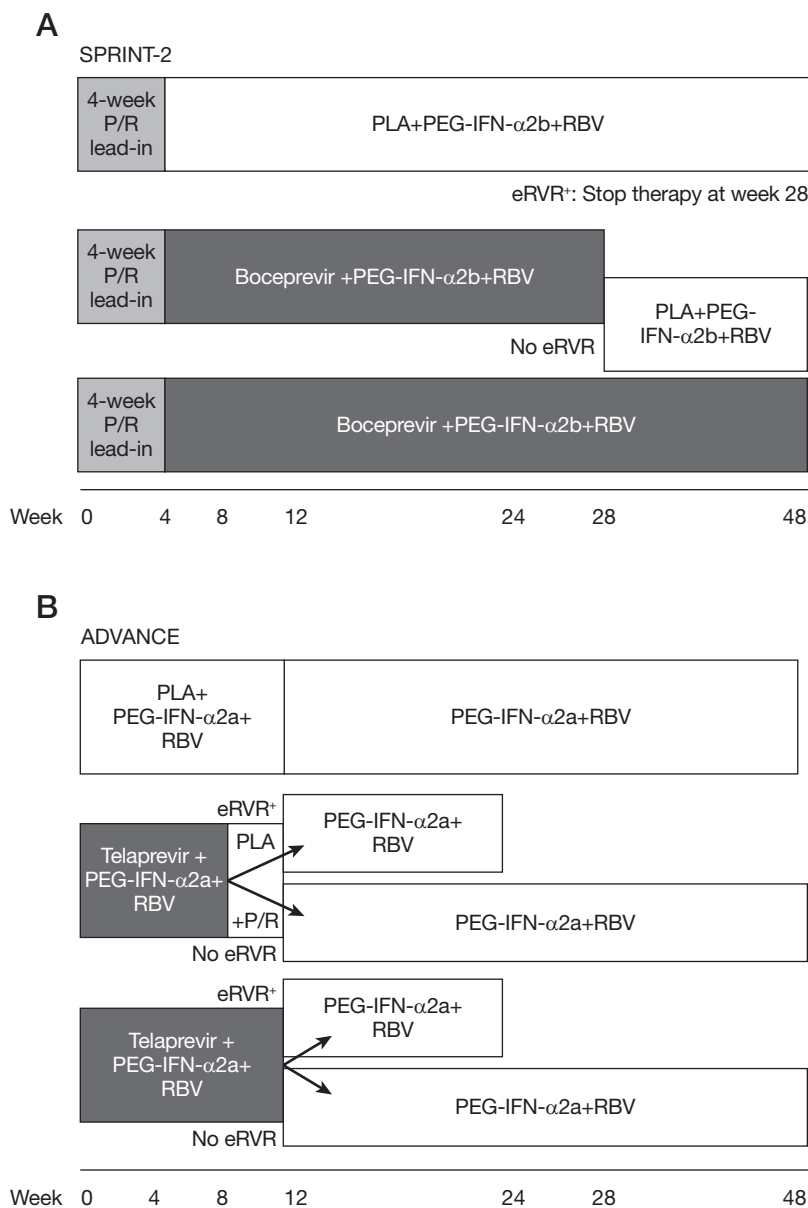 A
SPRINT-2
4-week
P/R
lead-in
PLA+PEG-IFN-α2b+RBV
eRVR⁺: Stop therapy at week 28
4-week
P/R
lead-in
Boceprevir +PEG-IFN-α2b+RBV
No eRVR
PLA+PEG-
IFN-α2b+RBV
4-week
P/R
lead-in
Boceprevir +PEG-IFN-α2b+RBV
Week 0 4 8 12 24 28 48
B
ADVANCE
PLA+
PEG-IFN-α2a+
RBV
PEG-IFN-α2a+RBV
eRVR⁺
PLA
Telaprevir +
PEG-IFN-α2a+
RBV
+P/R
No eRVR
PEG-IFN-α2a+
RBV
PEG-IFN-α2a+RBV
eRVR⁺
Telaprevir +
PEG-IFN-α2a+
RBV
No eRVR
PEG-IFN-α2a+
RBV
PEG-IFN-α2a+RBV
Week 0 4 8 12 24 28 48